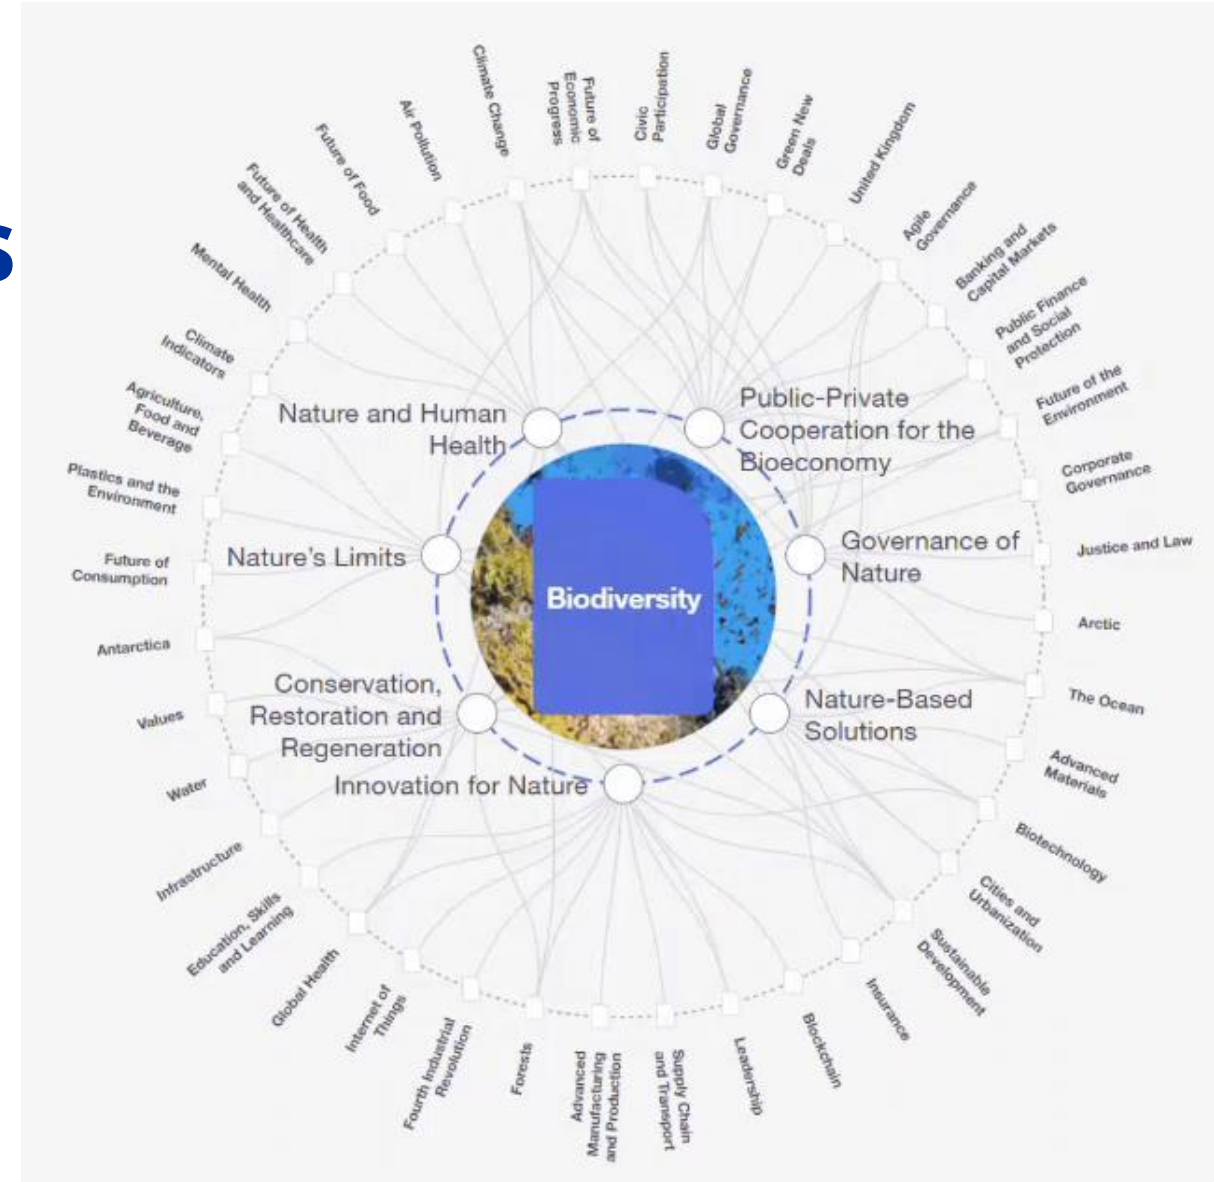 S
Climate Change
Future of
Economic
Progress
Civic
Participation
Global
Governance
Green New
Deals
United Kingdom
Agile
Governance
Banking and
Capital Markets
Public Finance
and Social
Protection
Future of the
Environment
Corporate
Governance
Justice and Law
Arctic
The Ocean
Advanced
Materials
Biotechnology
Cities and
Urbanization
Sustainable
Development
Insurance
Blockchain
Leadership
Supply Chain
and Transport
Advanced
Manufacturing
and Production
Forests
Fourth Industrial
Revolution
Internet of
Things
Global Health
Education, Skills
and Learning
Infrastructure
Water
Values
Antarctica
Future of
Consumption
Plastics and the
Environment
Agriculture,
Food and
Beverage
Climate
Indicators
Mental Health
Future of Health
and Healthcare
Future of Food
Air Pollution
Nature and Human
Health
Public-Private
Cooperation for the
Bioeconomy
Nature's Limits
Governance of
Nature
Biodiversity
Conservation,
Restoration and
Regeneration
Nature-Based
Solutions
Innovation for Nature